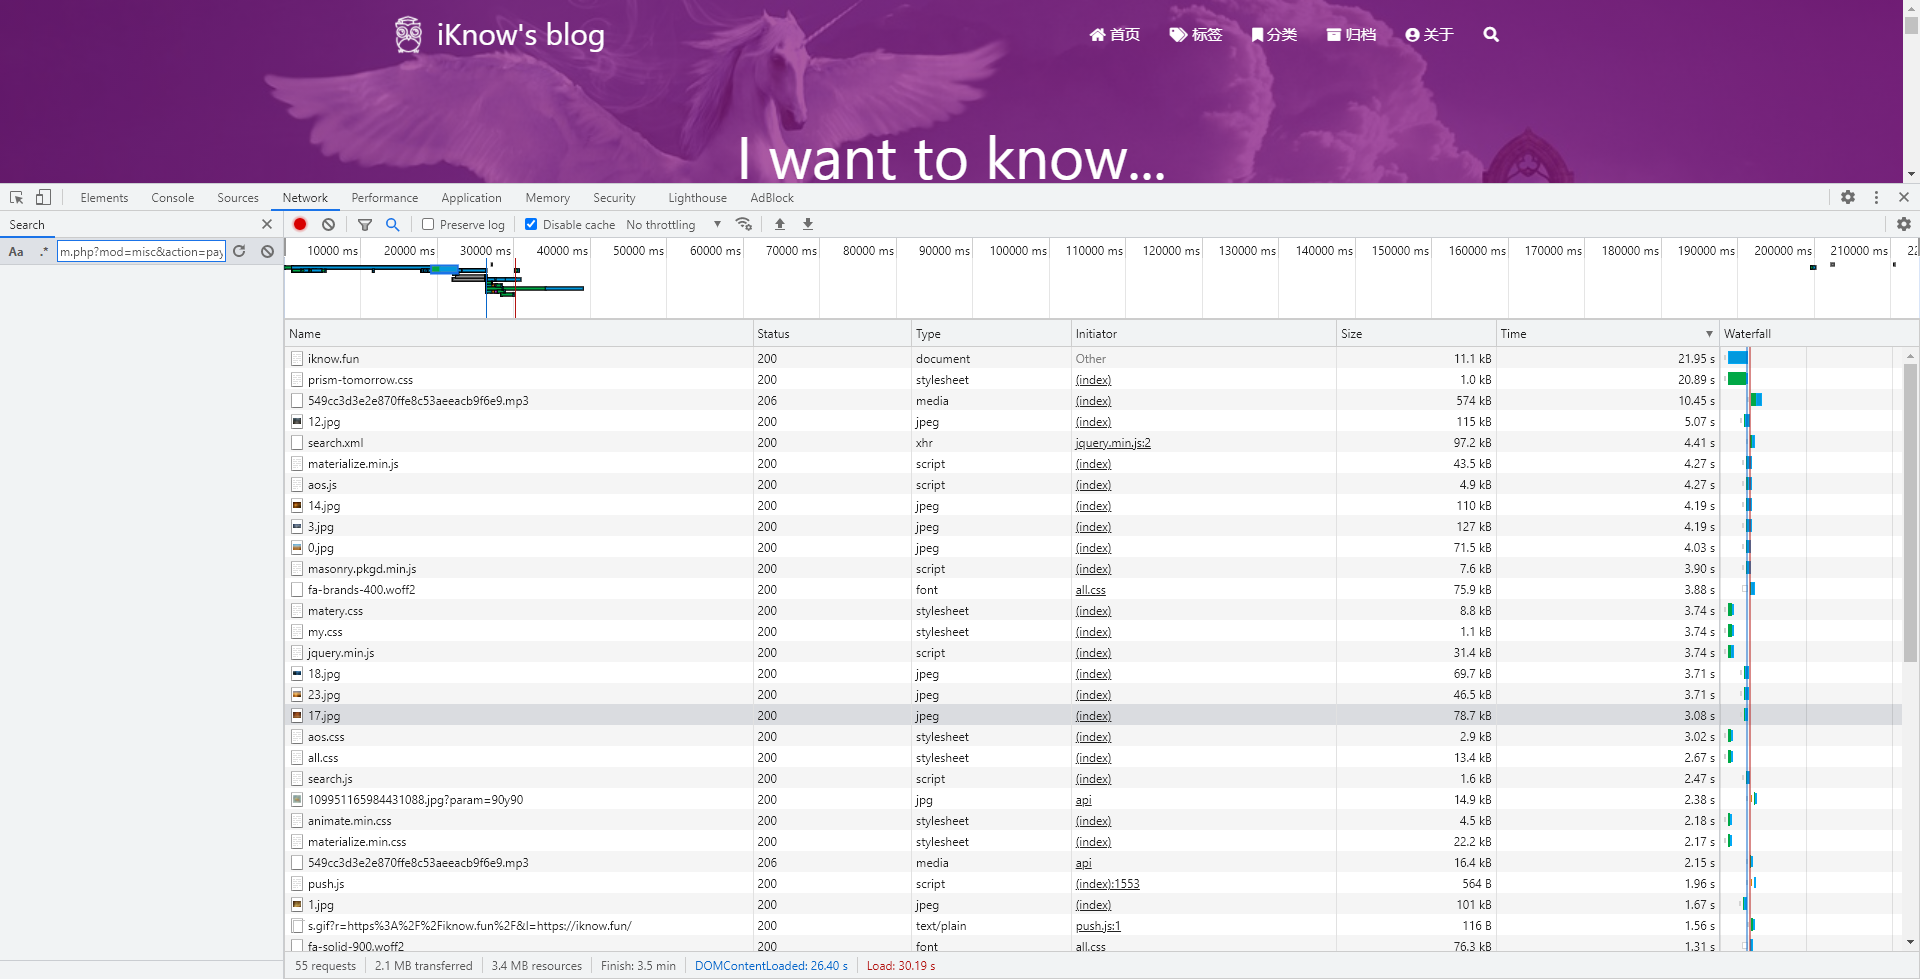 iKnow's blog
首页 标签 分类 归档 关于
I want to know...
Elements Console Sources Network Performance Application Memory Security Lighthouse AdBlock
Search
Preserve log Disable cache No throttling
Aa .* m.php?mod=misc&action=pay
10000 ms 20000 ms 30000 ms 40000 ms 50000 ms 60000 ms 70000 ms 80000 ms 90000 ms 100000 ms 110000 ms 120000 ms 130000 ms 140000 ms 150000 ms 160000 ms 170000 ms 180000 ms 190000 ms 200000 ms 210000 ms 22
Name Status Type Initiator Size Time Waterfall
iknow.fun 200 document Other 11.1 kB 21.95 s
prism-tomorrow.css 200 stylesheet (index) 1.0 kB 20.89 s
549cc3d3e2e870ffe8c53aeeacb9f6e9.mp3 206 media (index) 574 kB 10.45 s
12.jpg 200 jpeg (index) 115 kB 5.07 s
search.xml 200 xhr jquery.min.js:2 97.2 kB 4.41 s
materialize.min.js 200 script (index) 43.5 kB 4.27 s
aos.js 200 script (index) 4.9 kB 4.27 s
14.jpg 200 jpeg (index) 110 kB 4.19 s
3.jpg 200 jpeg (index) 127 kB 4.19 s
0.jpg 200 jpeg (index) 71.5 kB 4.03 s
masonry.pkgd.min.js 200 script (index) 7.6 kB 3.90 s
fa-brands-400.woff2 200 font all.css 75.9 kB 3.88 s
matery.css 200 stylesheet (index) 8.8 kB 3.74 s
my.css 200 stylesheet (index) 1.1 kB 3.74 s
jquery.min.js 200 script (index) 31.4 kB 3.74 s
18.jpg 200 jpeg (index) 69.7 kB 3.71 s
23.jpg 200 jpeg (index) 46.5 kB 3.71 s
17.jpg 200 jpeg (index) 78.7 kB 3.08 s
aos.css 200 stylesheet (index) 2.9 kB 3.02 s
all.css 200 stylesheet (index) 13.4 kB 2.67 s
search.js 200 script (index) 1.6 kB 2.47 s
109951165984431088.jpg?param=90y90 200 jpg api 14.9 kB 2.38 s
animate.min.css 200 stylesheet (index) 4.5 kB 2.18 s
materialize.min.css 200 stylesheet (index) 22.2 kB 2.17 s
549cc3d3e2e870ffe8c53aeeacb9f6e9.mp3 206 media api 16.4 kB 2.15 s
push.js 200 script (index):1553 564 B 1.96 s
1.jpg 200 jpeg (index) 101 kB 1.67 s
s.gif?r=https%3A%2F%2Fiknow.fun%2F&l=https://iknow.fun/ 200 text/plain push.js:1 116 B 1.56 s
fa-solid-900.woff2 200 font all.css 76.3 kB 1.31 s
55 requests 2.1 MB transferred 3.4 MB resources Finish: 3.5 min DOMContentLoaded: 26.40 s Load: 30.19 s